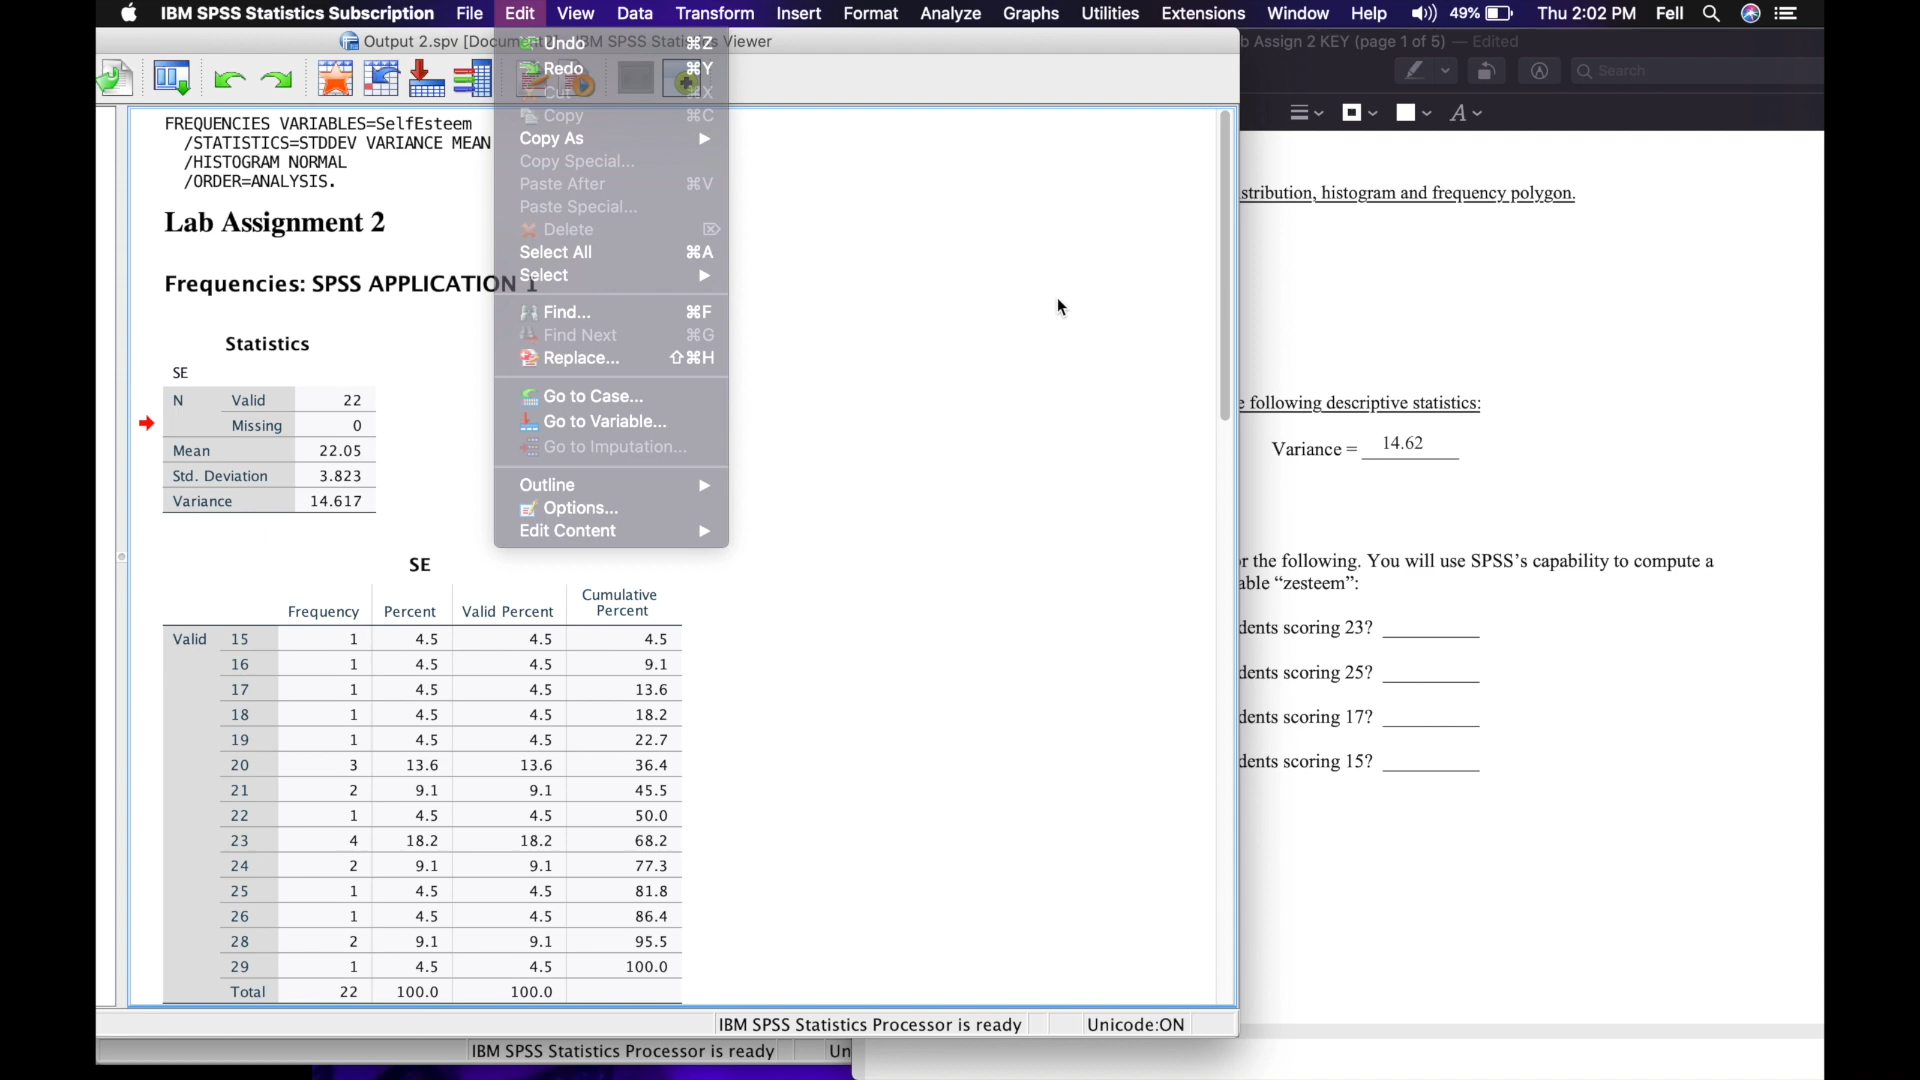 IBM SPSS Statistics Subscription File Edit View Data Transform Insert Format Analyze Graphs Utilities Extensions Window Help 49% Thu 2:02 PM Fell
Output 2.spv [Document IBM SPSS Statistics Viewer
b Assign 2 KEY (page 1 of 5) — Edited
Search
Undo ⌘Z
Redo ⌘Y
Cut ⌘X
Copy ⌘C
Copy As
Copy Special...
Paste After ⌘V
Paste Special...
Delete
Select All ⌘A
Select
Find... ⌘F
Find Next ⌘G
Replace... ⇧⌘H
Go to Case...
Go to Variable...
Go to Imputation...
Outline
Options...
Edit Content
FREQUENCIES VARIABLES=SelfEsteem
/STATISTICS=STDDEV VARIANCE MEAN
/HISTOGRAM NORMAL
/ORDER=ANALYSIS.
Lab Assignment 2
Frequencies: SPSS APPLICATION 1
Statistics
SE
N Valid 22
Missing 0
Mean 22.05
Std. Deviation 3.823
Variance 14.617
SE
Frequency Percent Valid Percent Cumulative Percent
Valid 15 1 4.5 4.5 4.5
16 1 4.5 4.5 9.1
17 1 4.5 4.5 13.6
18 1 4.5 4.5 18.2
19 1 4.5 4.5 22.7
20 3 13.6 13.6 36.4
21 2 9.1 9.1 45.5
22 1 4.5 4.5 50.0
23 4 18.2 18.2 68.2
24 2 9.1 9.1 77.3
25 1 4.5 4.5 81.8
26 1 4.5 4.5 86.4
28 2 9.1 9.1 95.5
29 1 4.5 4.5 100.0
Total 22 100.0 100.0
IBM SPSS Statistics Processor is ready Unicode:ON
IBM SPSS Statistics Processor is ready Un
stribution, histogram and frequency polygon.
e following descriptive statistics:
Variance = 14.62
r the following. You will use SPSS's capability to compute a
able “zesteem”:
dents scoring 23?
dents scoring 25?
dents scoring 17?
dents scoring 15?